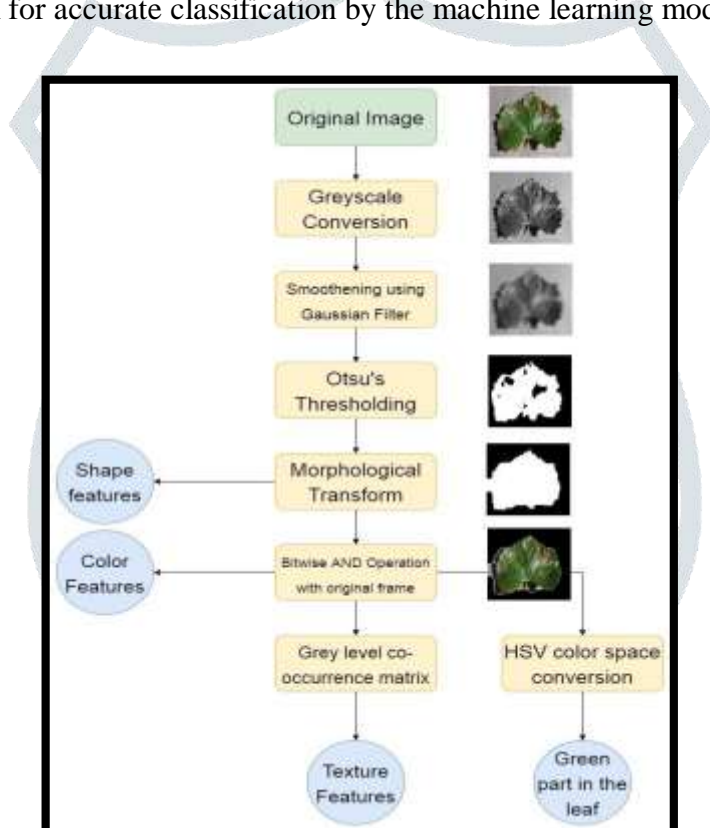 for accurate classification by the machine learning mod
Original Image
Greyscale
Conversion
Smoothening using
Gaussian Filter
Otsu's
Thresholding
Shape
features
Morphological
Transform
Color
Features
Bitwise AND Operation
with original frame
Grey level co-
occurrence matrix
HSV color space
conversion
Texture
Features
Green
part in the
leaf